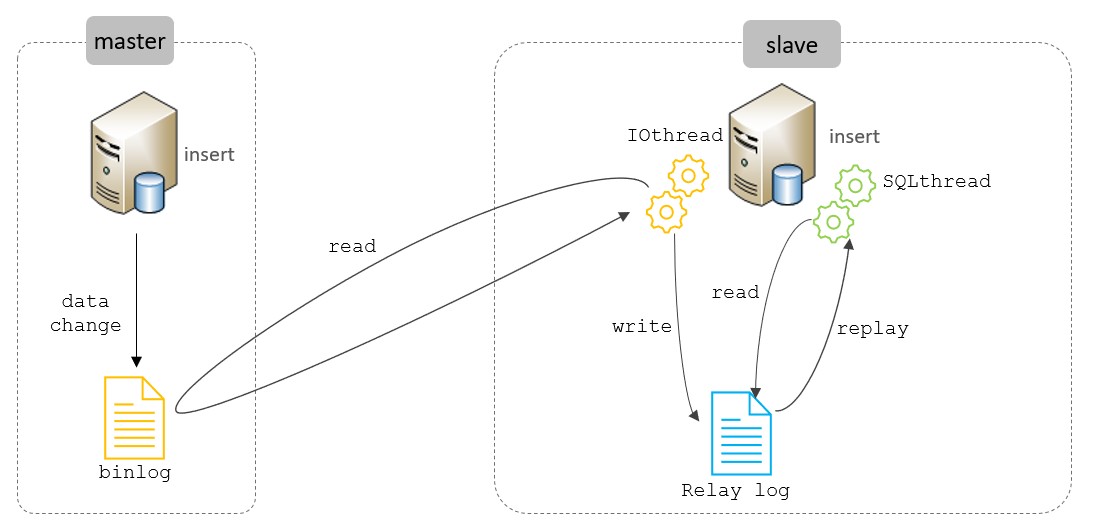 master
insert
data
change
binlog
read
slave
IOthread
insert
SQLthread
read
write
replay
Relay log